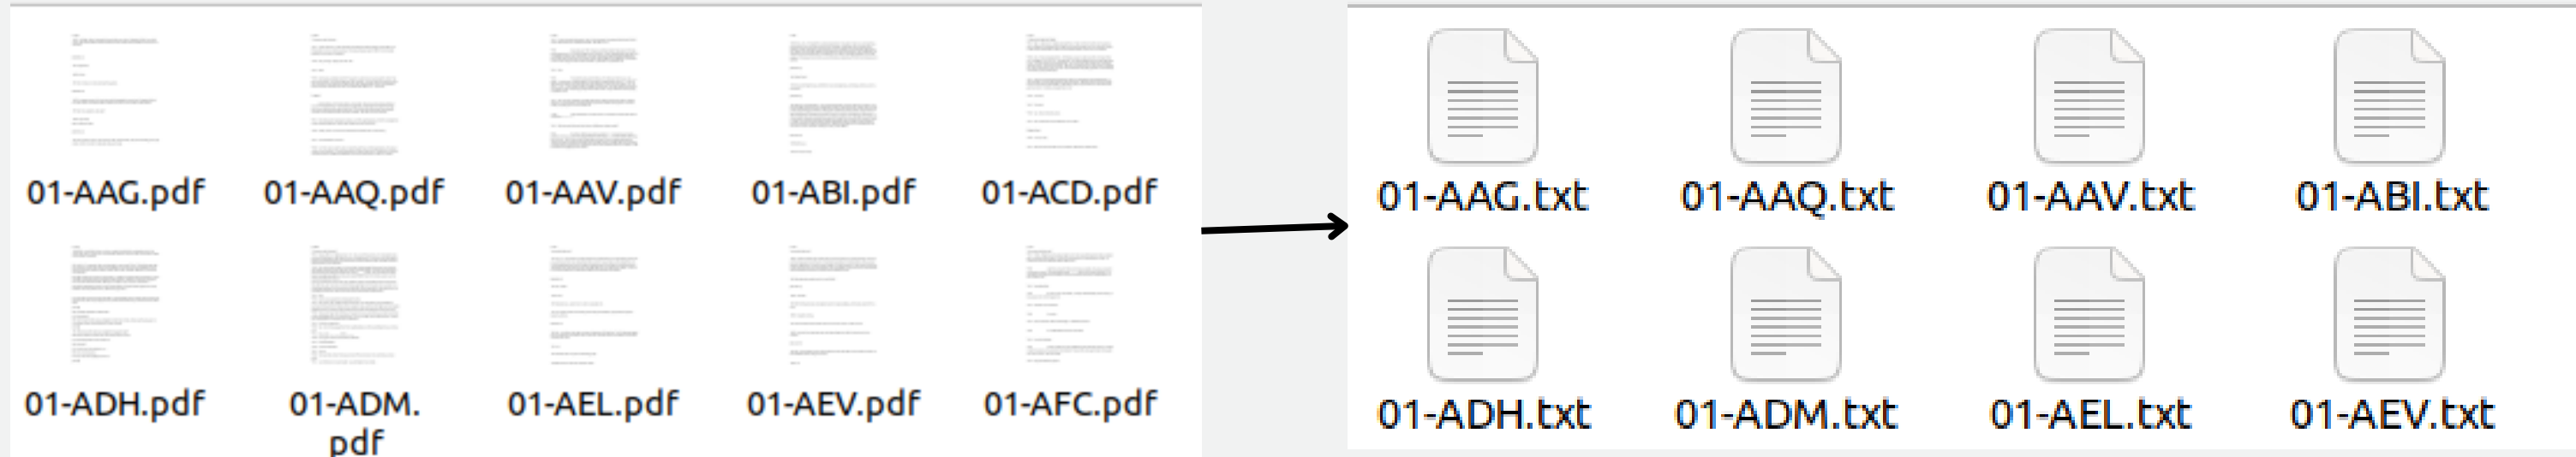 01-AAG.pdf 01-AAQ.pdf 01-AAV.pdf 01-ABI.pdf 01-ACD.pdf
01-ADH.pdf 01-ADM. 01-AEL.pdf 01-AEV.pdf 01-AFC.pdf
pdf
01-AAG.txt 01-AAQ.txt 01-AAV.txt 01-ABI.txt
01-ADH.txt 01-ADM.txt 01-AEL.txt 01-AEV.txt